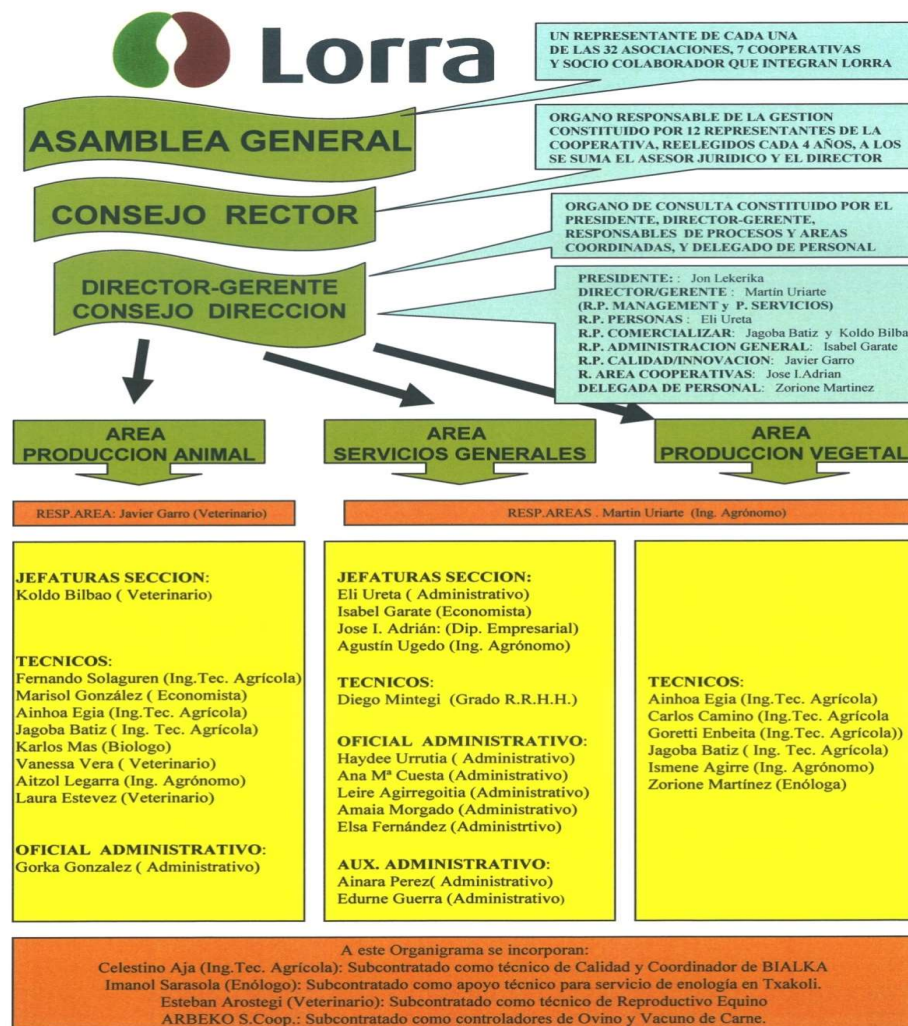 Lorra
UN REPRESENTANTE DE CADA UNA
DE LAS 32 ASOCIACIONES, 7 COOPERATIVAS
Y SOCIO COLABORADOR QUE INTEGRAN LORRA
ASAMBLEA GENERAL
ORGANO RESPONSABLE DE LA GESTION
CONSTITUIDO POR 12 REPRESENTANTES DE LA
COOPERATIVA, REELEGIDOS CADA 4 AÑOS, A LOS
SE SUMA EL ASESOR JURIDICO Y EL DIRECTOR
CONSEJO RECTOR
ORGANO DE CONSULTA CONSTITUIDO POR EL
PRESIDENTE, DIRECTOR-GERENTE,
RESPONSABLES DE PROCESOS Y AREAS
COORDINADAS, Y DELEGADO DE PERSONAL
DIRECTOR-GERENTE
CONSEJO DIRECCION
PRESIDENTE: : Jon Lekerika
DIRECTOR/GERENTE : Martín Uriarte
(R.P. MANAGEMENT y P. SERVICIOS)
R.P. PERSONAS : Eli Ureta
R.P. COMERCIALIZAR: Jagoba Batiz y Koldo Bilba
R.P. ADMINISTRACION GENERAL: Isabel Garate
R.P. CALIDAD/INNOVACION: Javier Garro
R. AREA COOPERATIVAS: Jose I.Adrian
DELEGADA DE PERSONAL: Zorione Martinez
AREA
PRODUCCION ANIMAL
AREA
SERVICIOS GENERALES
AREA
PRODUCCION VEGETAL
RESP.AREA: Javier Garro (Veterinario)
RESP.AREAS . Martin Uriarte (Ing. Agrónomo)
JEFATURAS SECCION:
Koldo Bilbao ( Veterinario)
TECNICOS:
Fernando Solaguren (Ing.Tec. Agrícola)
Marisol González ( Economista)
Ainhoa Egia (Ing.Tec. Agrícola)
Jagoba Batiz ( Ing. Tec. Agrícola)
Karlos Mas (Biologo)
Vanessa Vera ( Veterinario)
Aitzol Legarra (Ing. Agrónomo)
Laura Estevez (Veterinario)
OFICIAL ADMINISTRATIVO:
Gorka Gonzalez ( Administrativo)
JEFATURAS SECCION:
Eli Ureta ( Administrativo)
Isabel Garate (Economista)
Jose I. Adrián: (Dip. Empresarial)
Agustín Ugedo (Ing. Agrónomo)
TECNICOS:
Diego Mintegi (Grado R.R.H.H.)
OFICIAL ADMINISTRATIVO:
Haydee Urrutia ( Administrativo)
Ana Mª Cuesta (Administrativo)
Leire Agirregoitia (Administrativo)
Amaia Morgado (Administrativo)
Elsa Fernández (Administrtivo)
AUX. ADMINISTRATIVO:
Ainara Perez( Administrativo)
Edurne Guerra (Administrativo)
TECNICOS:
Ainhoa Egia (Ing.Tec. Agrícola)
Carlos Camino (Ing.Tec. Agrícola
Goretti Enbeita (Ing.Tec. Agrícola))
Jagoba Batiz ( Ing. Tec. Agrícola)
Ismene Agirre (Ing. Agrónomo)
Zorione Martínez (Enóloga)
A este Organigrama se incorporan:
Celestino Aja (Ing.Tec. Agrícola): Subcontratado como técnico de Calidad y Coordinador de BIALKA
Imanol Sarasola (Enólogo): Subcontratado como apoyo técnico para servicio de enología en Txakoli.
Esteban Arostegi (Veterinario): Subcontratado como técnico de Reproductivo Equino
ARBEKO S.Coop.: Subcontratado como controladores de Ovino y Vacuno de Carne.